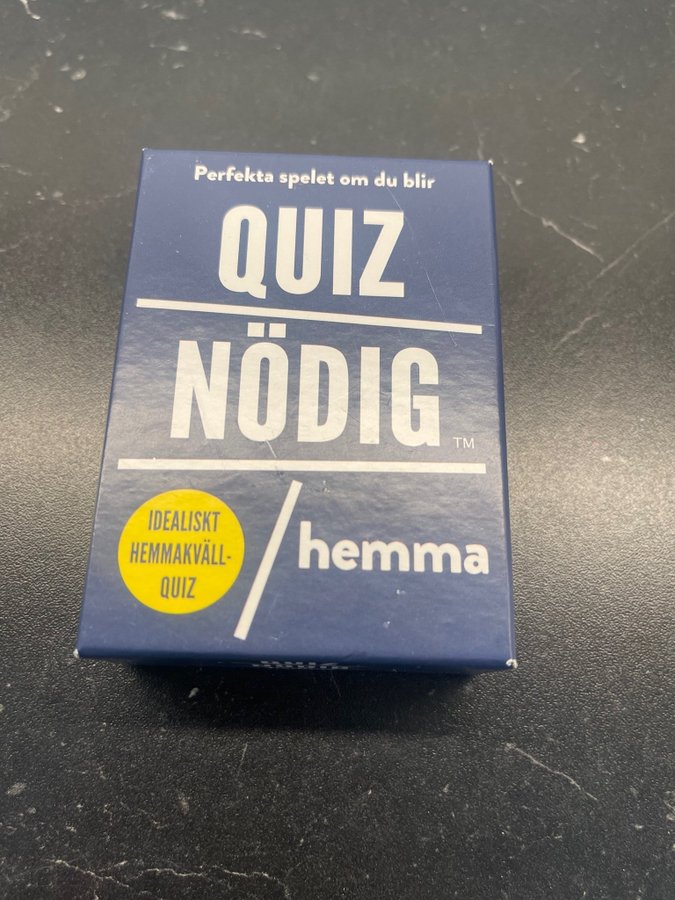 Perfekta spelet om du blir
QUIZ
NÖDIG
TM
IDEALISKT
HEMMAKVÄLL-
QUIZ
/hemma